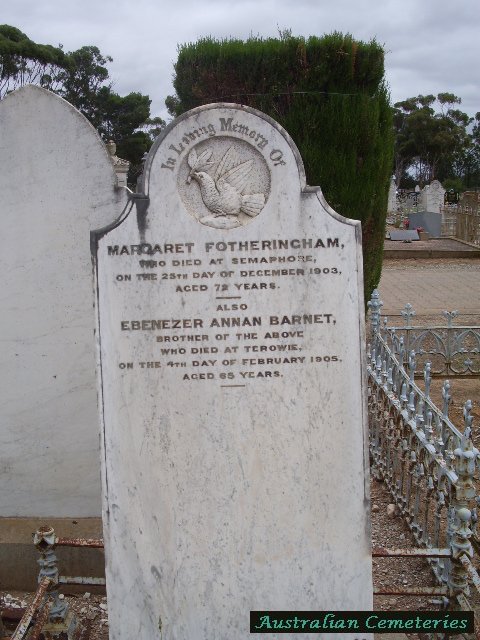 In Loving Memory Of
MARGARET FOTHERINGHAM,
WHO DIED AT SEMAPHORE,
ON THE 25TH DAY OF DECEMBER 1903,
AGED 72 YEARS.
ALSO
EBENEZER ANNAN BARNET,
BROTHER OF THE ABOVE
WHO DIED AT TEROWIE,
ON THE 4TH DAY OF FEBRUARY 1905,
AGED 65 YEARS.
Australian Cemeteries